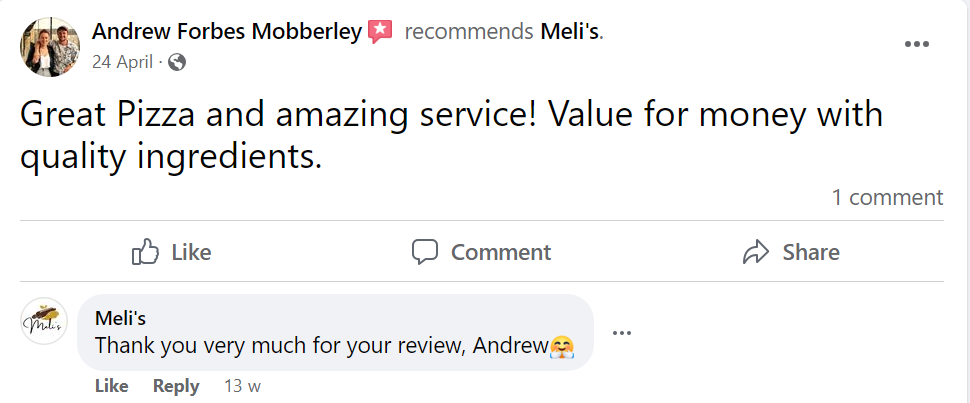 Andrew Forbes Mobberley recommends Meli's.
24 April ·
Great Pizza and amazing service! Value for money with
quality ingredients.
1 comment
Like Comment Share
Meli's
Meli's
Thank you very much for your review, Andrew🤗
Like Reply 13 w